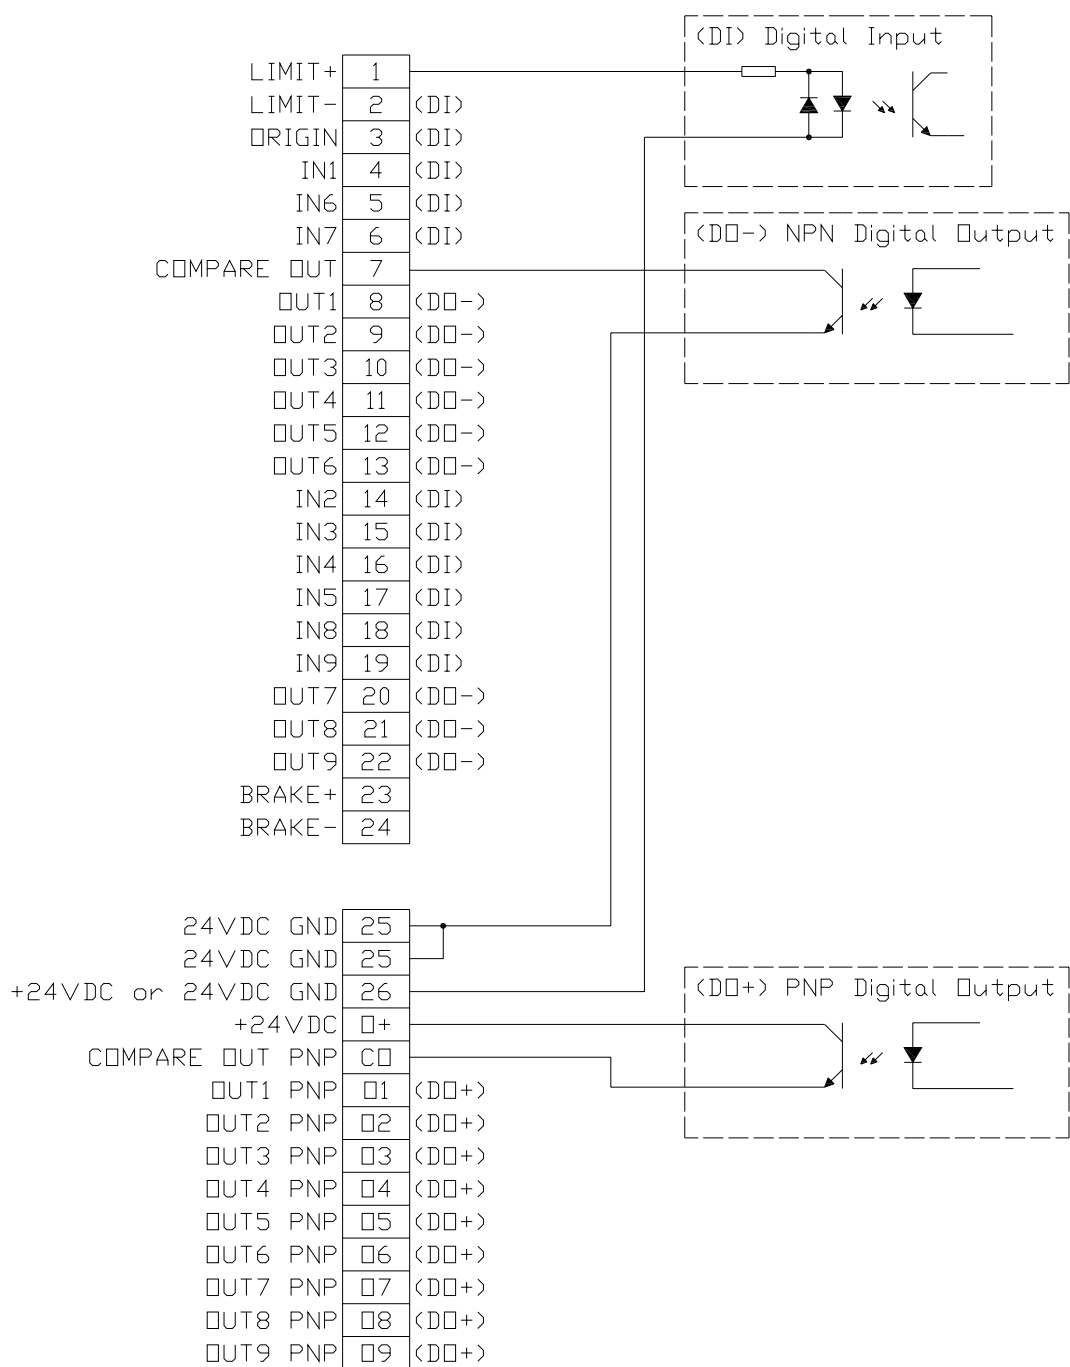 (DI) Digital Input
LIMIT+ 1
LIMIT- 2 (DI)
ORIGIN 3 (DI)
IN1 4 (DI)
IN6 5 (DI)
IN7 6 (DI)
(DO-) NPN Digital Output
COMPARE OUT 7
OUT1 8 (DO-)
OUT2 9 (DO-)
OUT3 10 (DO-)
OUT4 11 (DO-)
OUT5 12 (DO-)
OUT6 13 (DO-)
IN2 14 (DI)
IN3 15 (DI)
IN4 16 (DI)
IN5 17 (DI)
IN8 18 (DI)
IN9 19 (DI)
OUT7 20 (DO-)
OUT8 21 (DO-)
OUT9 22 (DO-)
BRAKE+ 23
BRAKE- 24
24VDC GND 25
24VDC GND 25
+24VDC or 24VDC GND 26
(DO+) PNP Digital Output
+24VDC O+
COMPARE OUT PNP CO
OUT1 PNP O1 (DO+)
OUT2 PNP O2 (DO+)
OUT3 PNP O3 (DO+)
OUT4 PNP O4 (DO+)
OUT5 PNP O5 (DO+)
OUT6 PNP O6 (DO+)
OUT7 PNP O7 (DO+)
OUT8 PNP O8 (DO+)
OUT9 PNP O9 (DO+)